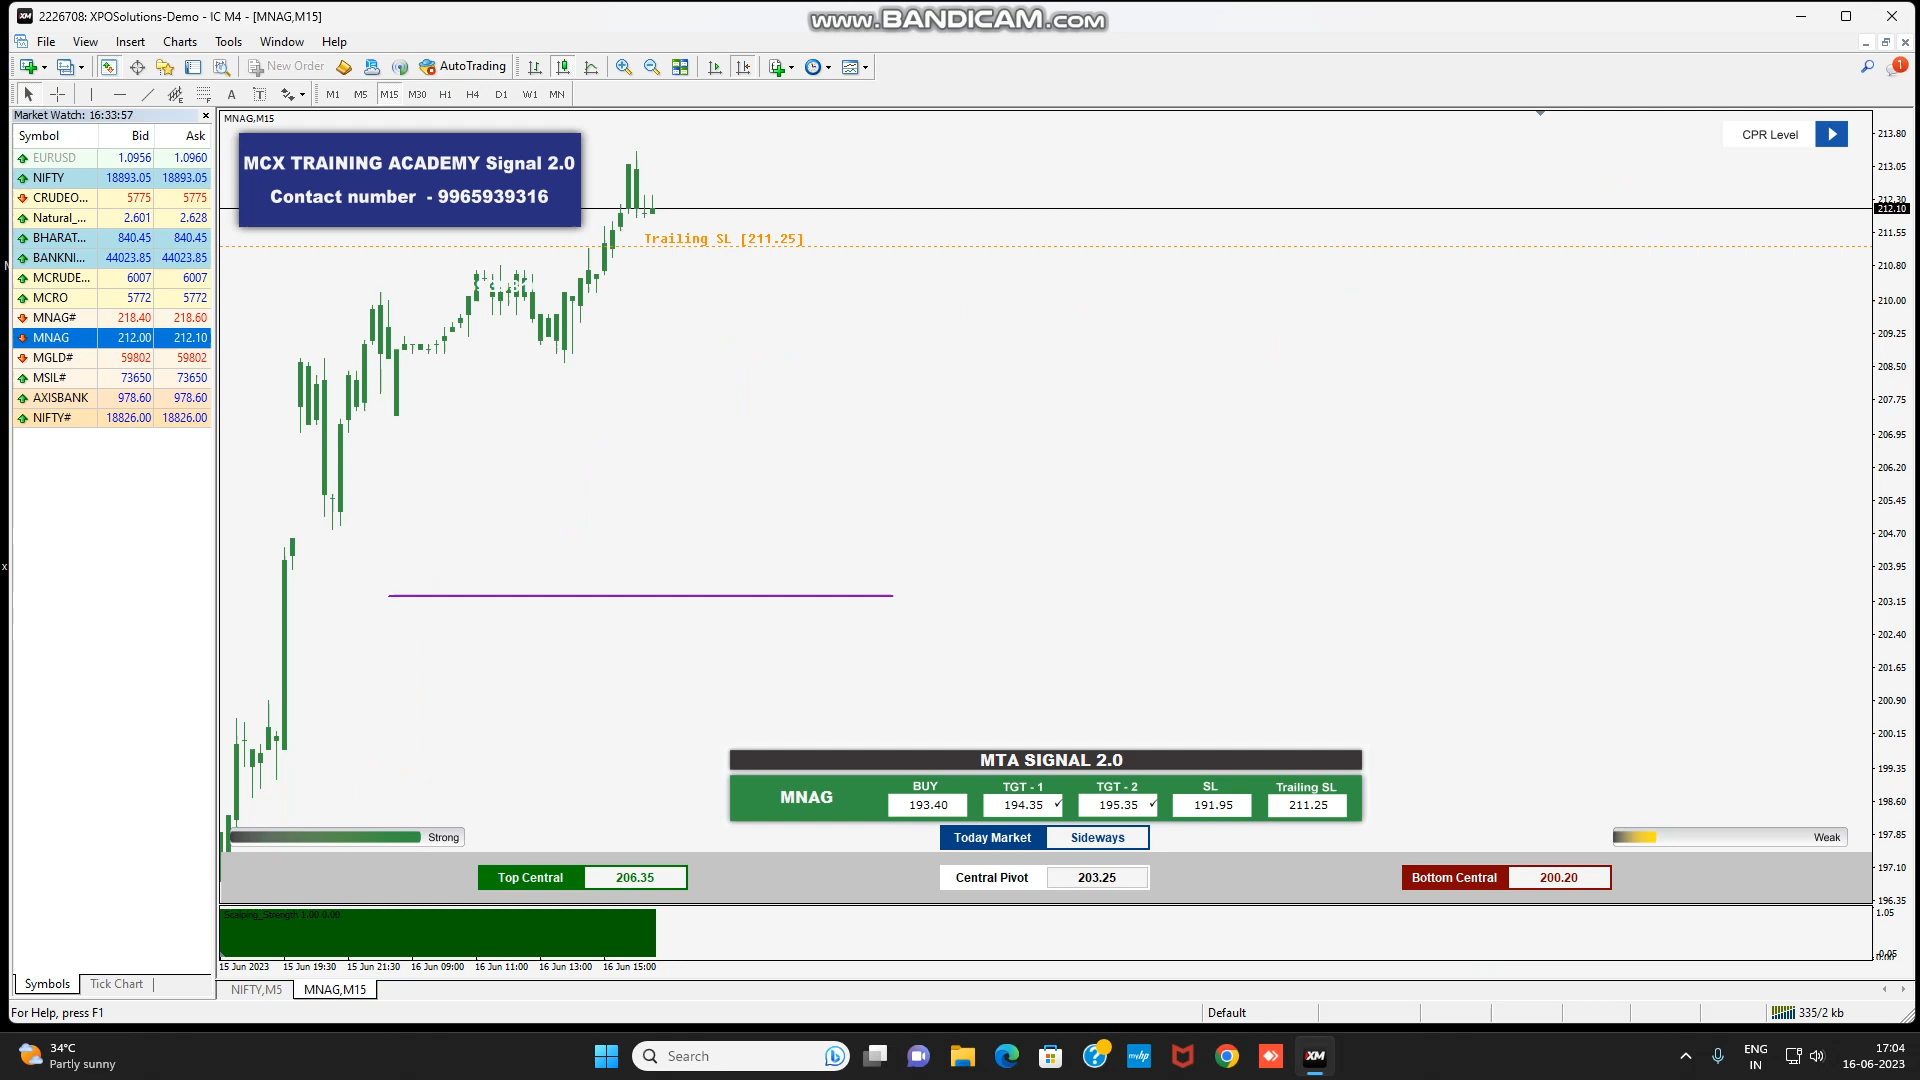 2226708: XPOSolutions-Demo - IC M4 - [MNAG,M15]
www.BANDICAM.com
File View Insert Charts Tools Window Help
New Order AutoTrading 1
A T M1 M5 M15 M30 H1 H4 D1 W1 MN
Market Watch: 16:33:57
Symbol Bid Ask
EURUSD 1.0956 1.0960
NIFTY 18893.05 18893.05
CRUDEO... 5775 5775
Natural_... 2.601 2.628
BHARAT... 840.45 840.45
BANKNI... 44023.85 44023.85
MCRUDE... 6007 6007
MCRO 5772 5772
MNAG# 218.40 218.60
MNAG 212.00 212.10
MGLD# 59802 59802
MSIL# 73650 73650
AXISBANK 978.60 978.60
NIFTY# 18826.00 18826.00
Symbols Tick Chart
MNAG,M15
MCX TRAINING ACADEMY Signal 2.0
Contact number - 9965939316
CPR Level
Trailing SL [211.25]
213.80
213.05
212.30
212.10
211.55
210.80
210.00
209.25
208.50
207.75
206.95
206.20
205.45
204.70
203.95
203.15
202.40
201.65
200.90
200.15
199.35
198.60
197.85
197.10
196.35
MTA SIGNAL 2.0
MNAG
BUY TGT - 1 TGT - 2 SL Trailing SL
193.40 194.35 ✓ 195.35 ✓ 191.95 211.25
Strong
Today Market Sideways
Weak
Top Central 206.35
Central Pivot 203.25
Bottom Central 200.20
Scalping_Strength 1.00 0.00
1.05
15 Jun 2023 15 Jun 19:30 15 Jun 21:30 16 Jun 09:00 16 Jun 11:00 16 Jun 13:00 16 Jun 15:00
NIFTY,M5 MNAG,M15
For Help, press F1
Default
335/2 kb
34°C
Partly sunny
Search
myhp
XM
ENG
IN
17:04
16-06-2023